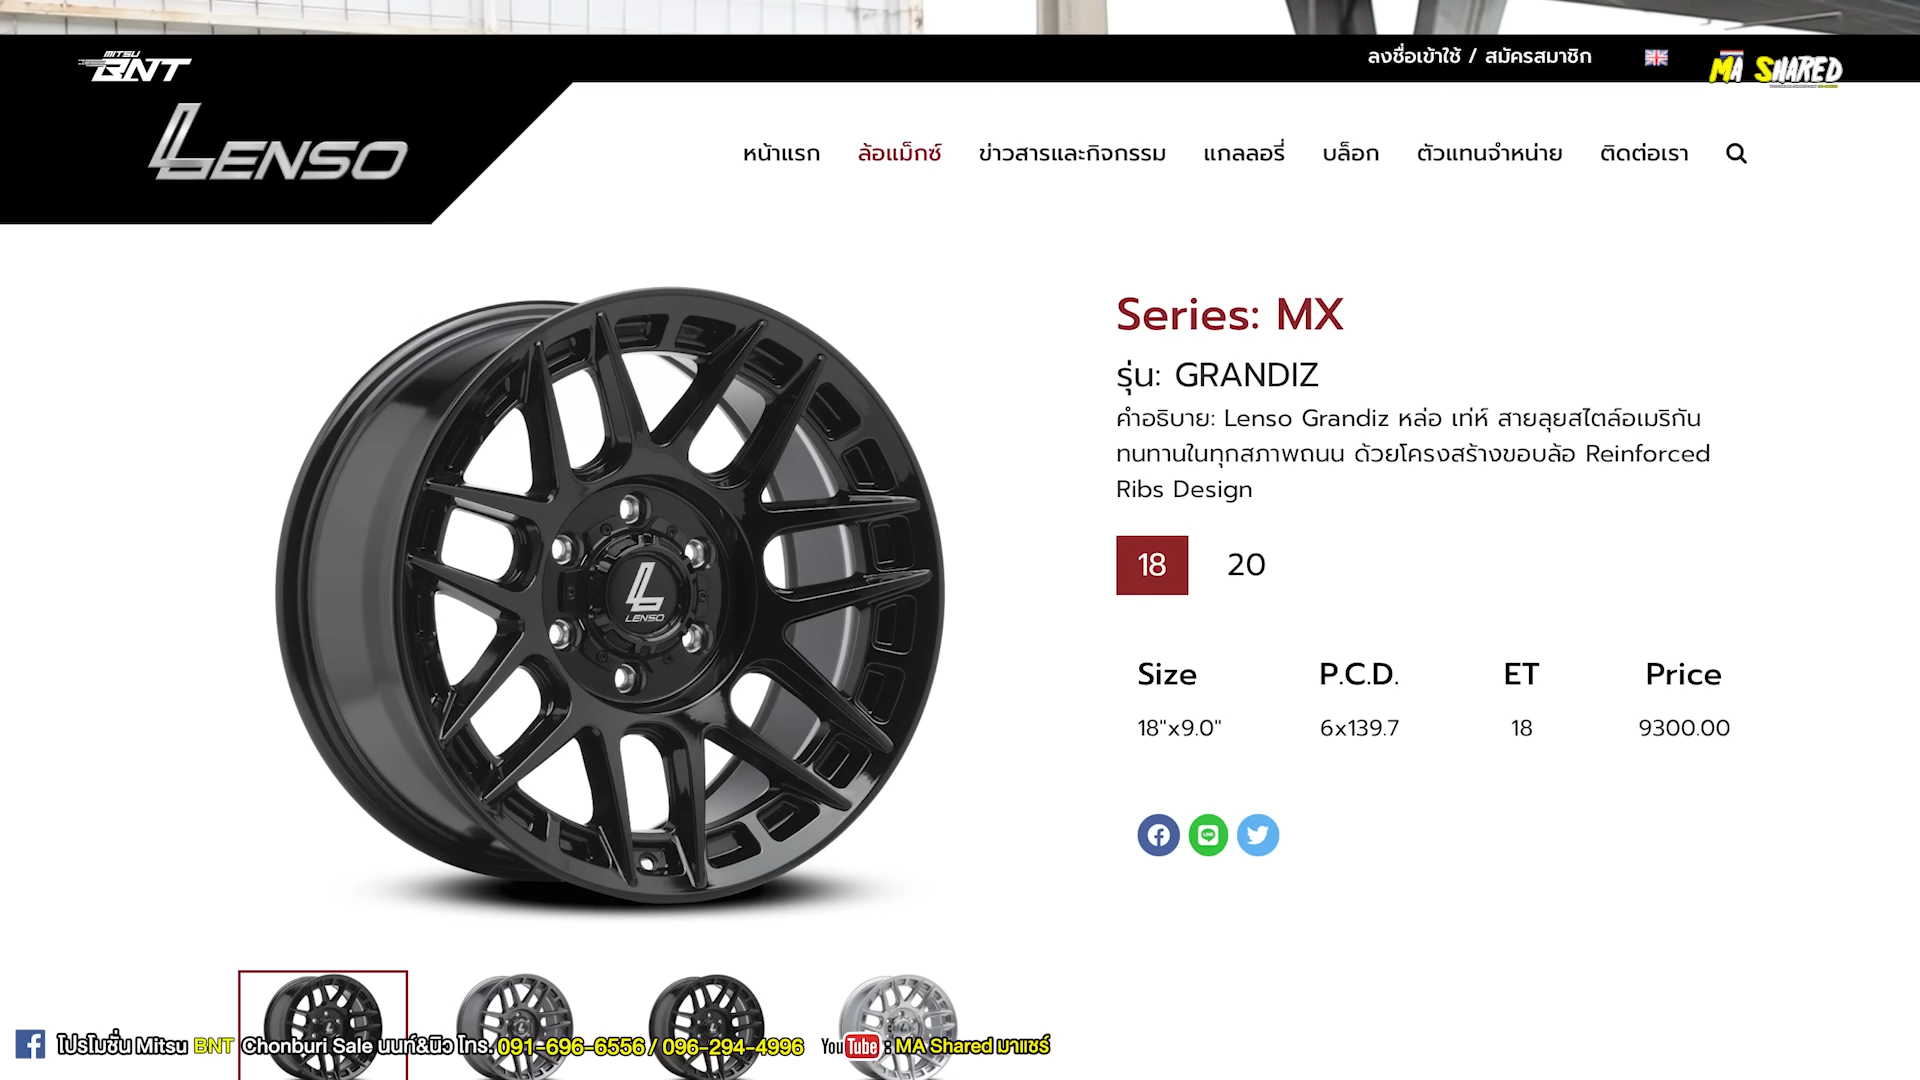 MITSU
BNT
ลงชื่อเข้าใช้ / สมัครสมาชิก
MA SHARED
LENSO
หน้าแรก ล้อแม็กซ์ ข่าวสารและกิจกรรม แกลลอรี่ บล็อก ตัวแทนจำหน่าย ติดต่อเรา
Series: MX
รุ่น: GRANDIZ
คำอธิบาย: Lenso Grandiz หล่อ เท่ห์ สายลุยสไตล์อเมริกัน
ทนทานในทุกสภาพถนน ด้วยโครงสร้างขอบล้อ Reinforced
Ribs Design
18 20
Size P.C.D. ET Price
18"x9.0" 6x139.7 18 9300.00
LENSO
โปรโมชั่น Mitsu BNT Chonburi Sale นนท์&นิว โทร. 091-696-6556 / 096-294-4996 YouTube : MA Shared มาแชร์